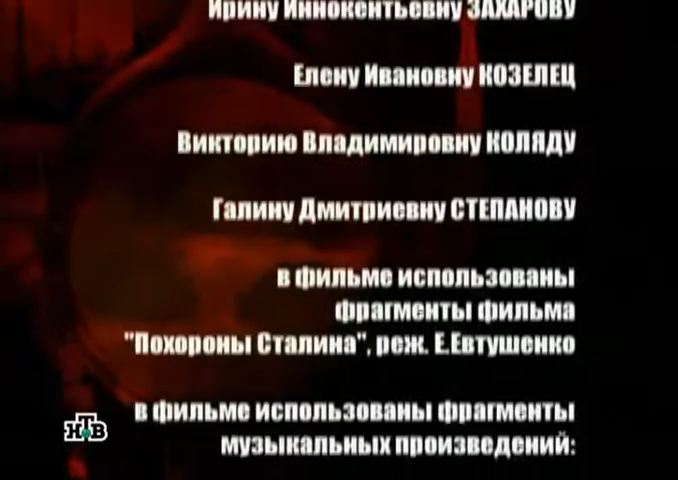 Ирину Иннокентьевну ЗАХАРОВУ
Елену Ивановну КОЗЕЛЕЦ
Викторию Владимировну КОЛЯДУ
Галину Дмитриевну СТЕПАНОВУ
в фильме использованы
фрагменты фильма
"Похороны Сталина", реж. Е.Евтушенко
в фильме использованы фрагменты
музыкальных произведений:
НТВ